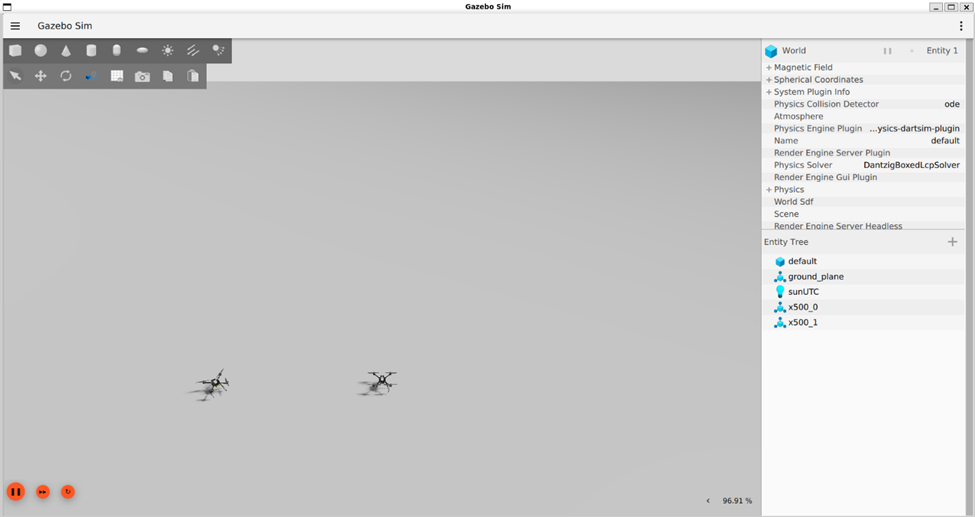 Gazebo Sim
Gazebo Sim
World Entity 1
Magnetic Field
Spherical Coordinates
System Plugin Info
Physics Collision Detector ode
Atmosphere
Physics Engine Plugin ...ysics-dartsim-plugin
Name default
Render Engine Server Plugin
Physics Solver DantzigBoxedLcpSolver
Render Engine Gui Plugin
Physics
World Sdf
Scene
Render Engine Server Headless
Entity Tree
default
ground_plane
sunUTC
x500_0
x500_1
96.91 %